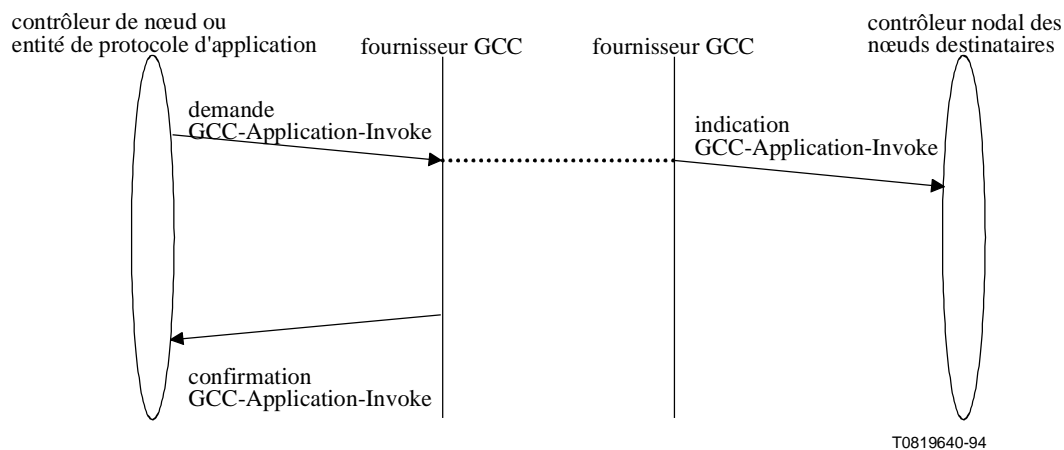 contrôleur de nœud ou
entité de protocole d'application
fournisseur GCC
fournisseur GCC
contrôleur nodal des
nœuds destinataires
demande
GCC-Application-Invoke
indication
GCC-Application-Invoke
confirmation
GCC-Application-Invoke
T0819640-94